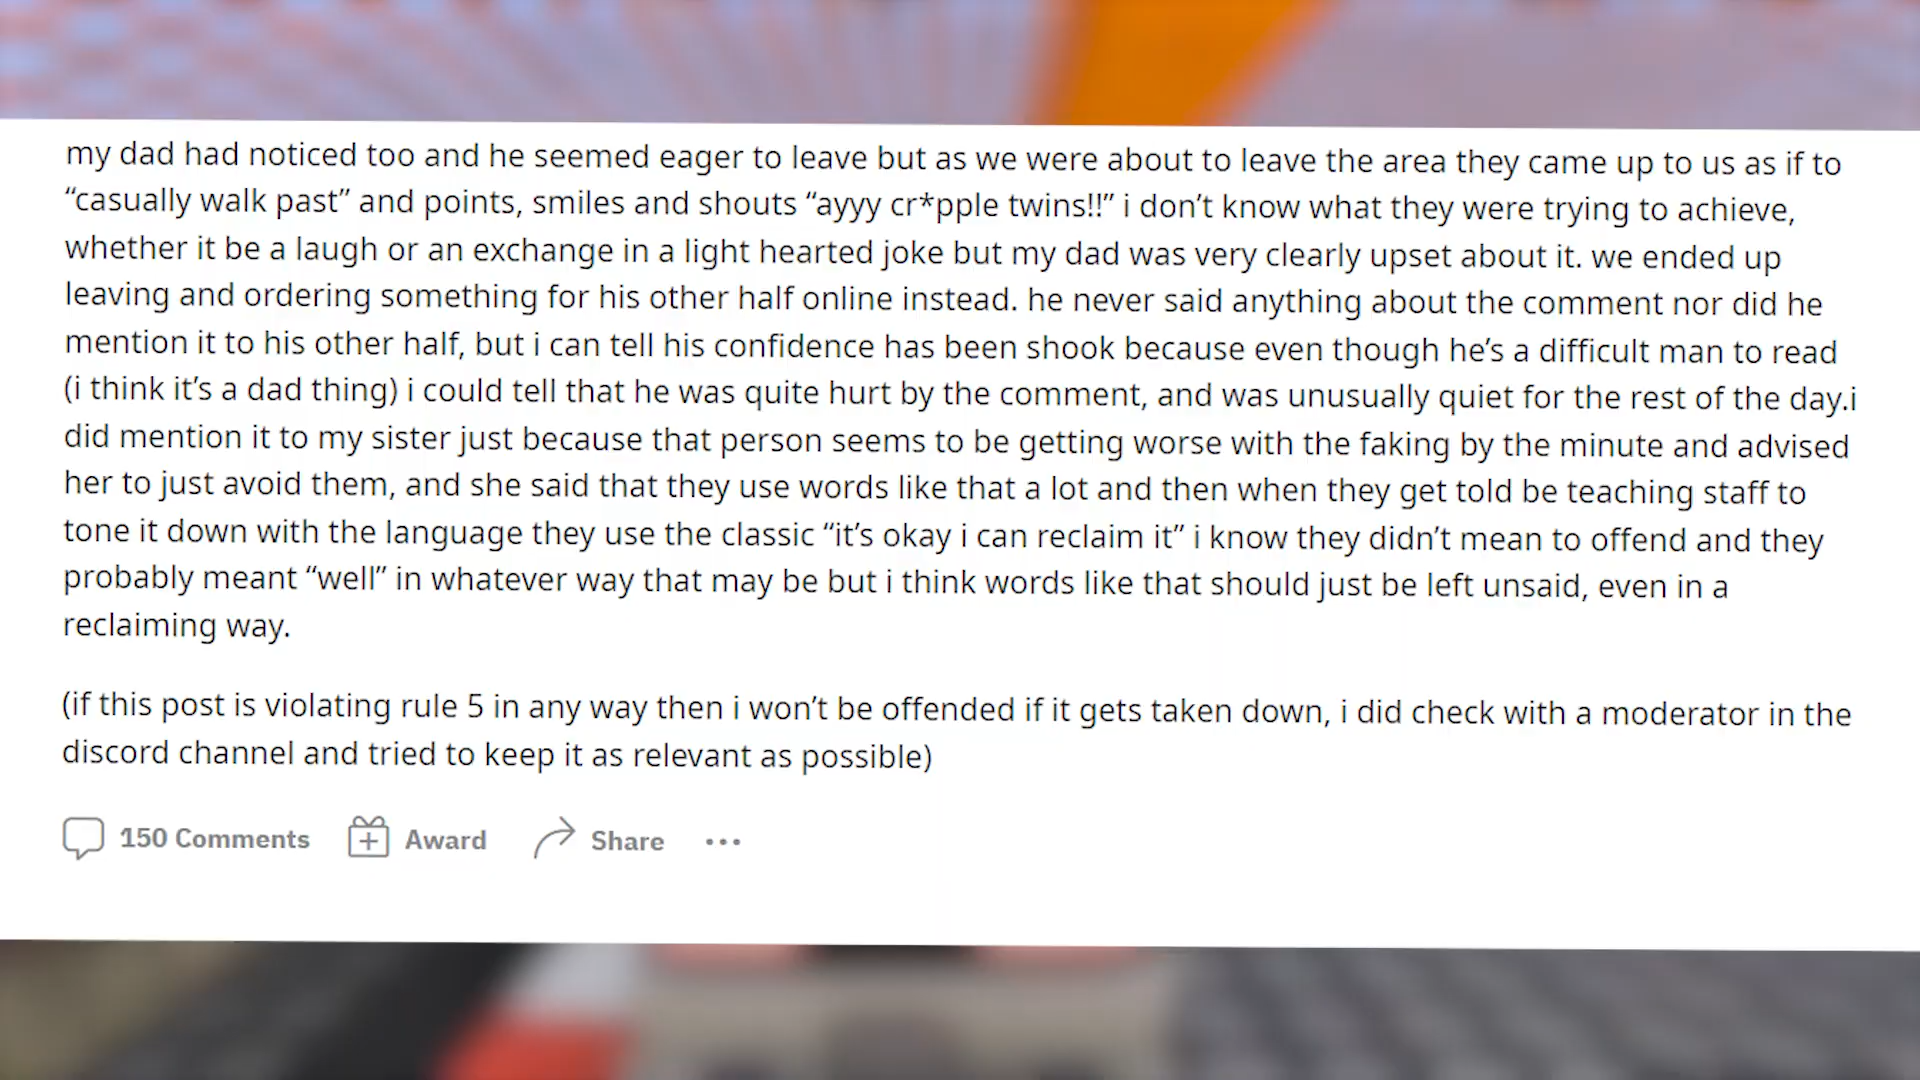 my dad had noticed too and he seemed eager to leave but as we were about to leave the area they came up to us as if to
“casually walk past” and points, smiles and shouts “ayyy cr*pple twins!!” i don’t know what they were trying to achieve,
whether it be a laugh or an exchange in a light hearted joke but my dad was very clearly upset about it. we ended up
leaving and ordering something for his other half online instead. he never said anything about the comment nor did he
mention it to his other half, but i can tell his confidence has been shook because even though he’s a difficult man to read
(i think it’s a dad thing) i could tell that he was quite hurt by the comment, and was unusually quiet for the rest of the day.i
did mention it to my sister just because that person seems to be getting worse with the faking by the minute and advised
her to just avoid them, and she said that they use words like that a lot and then when they get told be teaching staff to
tone it down with the language they use the classic “it’s okay i can reclaim it” i know they didn’t mean to offend and they
probably meant “well” in whatever way that may be but i think words like that should just be left unsaid, even in a
reclaiming way.
(if this post is violating rule 5 in any way then i won’t be offended if it gets taken down, i did check with a moderator in the
discord channel and tried to keep it as relevant as possible)
150 Comments Award Share